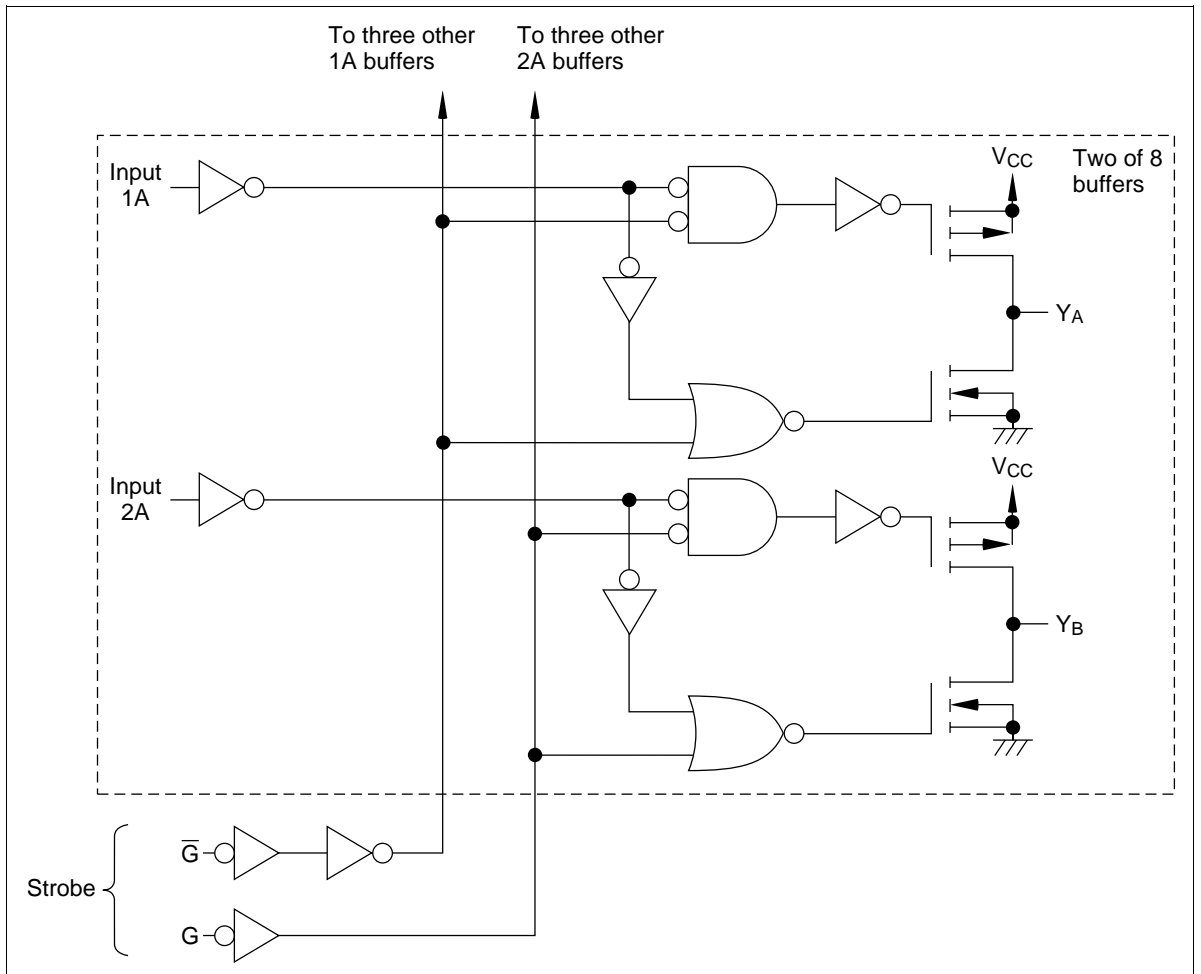 To three other
1A buffers
To three other
2A buffers
Input
1A
VCC
Two of 8
buffers
YA
Input
2A
VCC
YB
Strobe
G̅
G